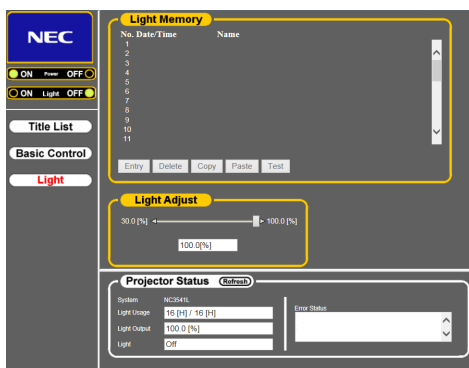 NEC
ON Power OFF
ON Light OFF
Title List
Basic Control
Light
Light Memory
No. Date/Time Name
1
2
3
4
5
6
7
8
9
10
11
Entry Delete Copy Paste Test
Light Adjust
30.0 [%] 100.0 [%]
100.0[%]
Projector Status Refresh
System NC3541L
Light Usage 16 [H] / 16 [H]
Light Output 100.0 [%]
Light Off
Error Status